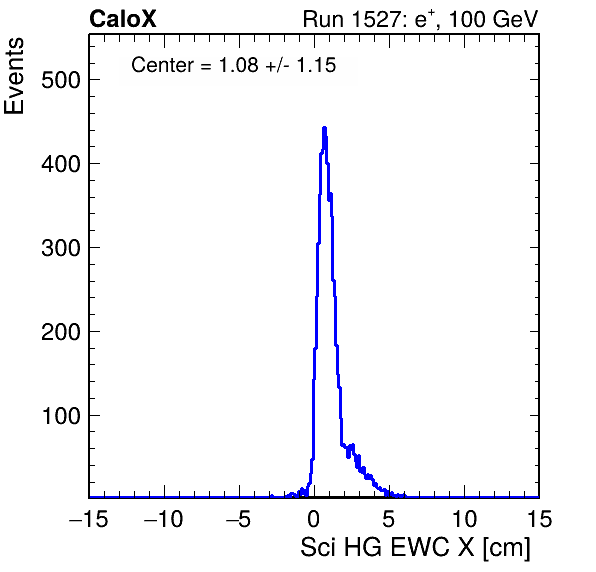 CaloX Run 1527: e+, 100 GeV
Center = 1.08 +/- 1.15
Events
500
400
300
200
100
−15 −10 −5 0 5 10 15
Sci HG EWC X [cm]